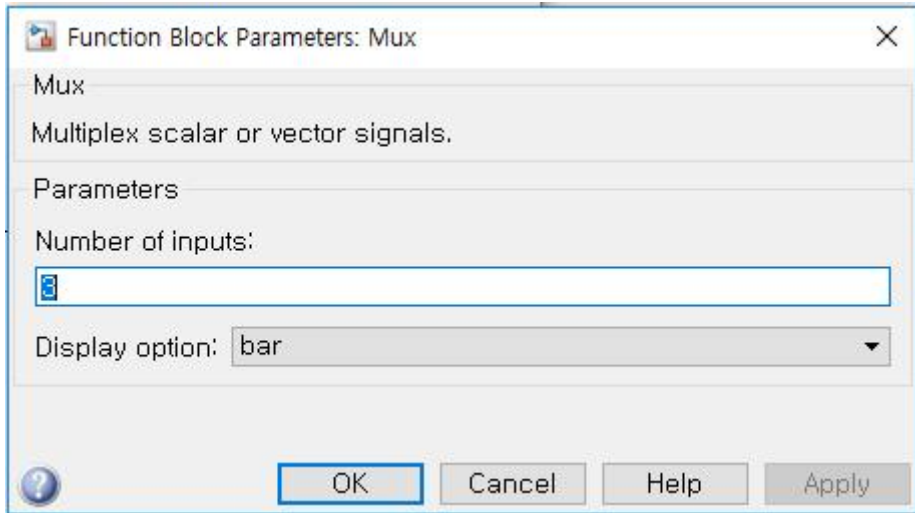 Function Block Parameters: Mux
Mux
Multiplex scalar or vector signals.
Parameters
Number of inputs:
3
Display option: bar
OK Cancel Help Apply